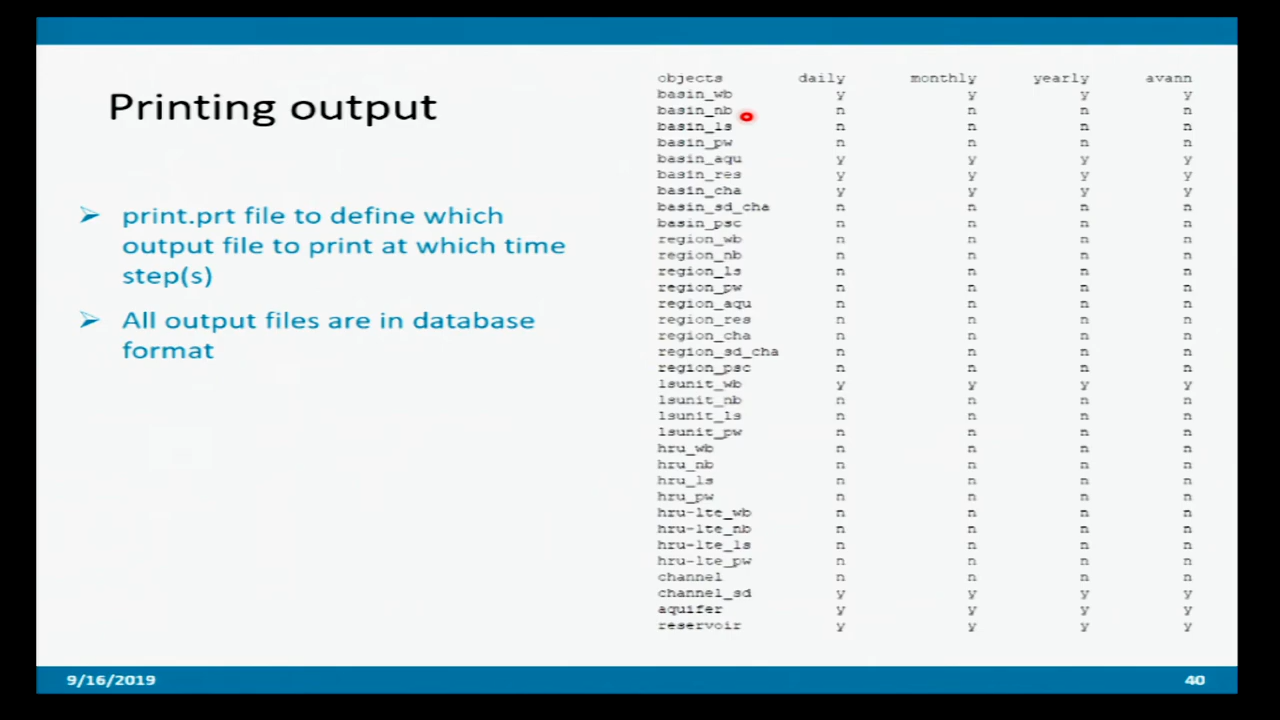 Printing output
print.prt file to define which
output file to print at which time
step(s)
All output files are in database
format
objects daily monthly yearly avann
basin_wb y y y y
basin_nb n n n n
basin_ls n n n n
basin_pw n n n n
basin_aqu y y y y
basin_res y y y y
basin_cha y y y y
basin_sd_cha n n n n
basin_psc n n n n
region_wb n n n n
region_nb n n n n
region_ls n n n n
region_pw n n n n
region_aqu n n n n
region_res n n n n
region_cha n n n n
region_sd_cha n n n n
region_psc n n n n
lsunit_wb y y y y
lsunit_nb n n n n
lsunit_ls n n n n
lsunit_pw n n n n
hru_wb n n n n
hru_nb n n n n
hru_ls n n n n
hru_pw n n n n
hru-lte_wb n n n n
hru-lte_nb n n n n
hru-lte_ls n n n n
hru-lte_pw n n n n
channel n n n n
channel_sd y y y y
aquifer y y y y
reservoir y y y y
9/16/2019 40